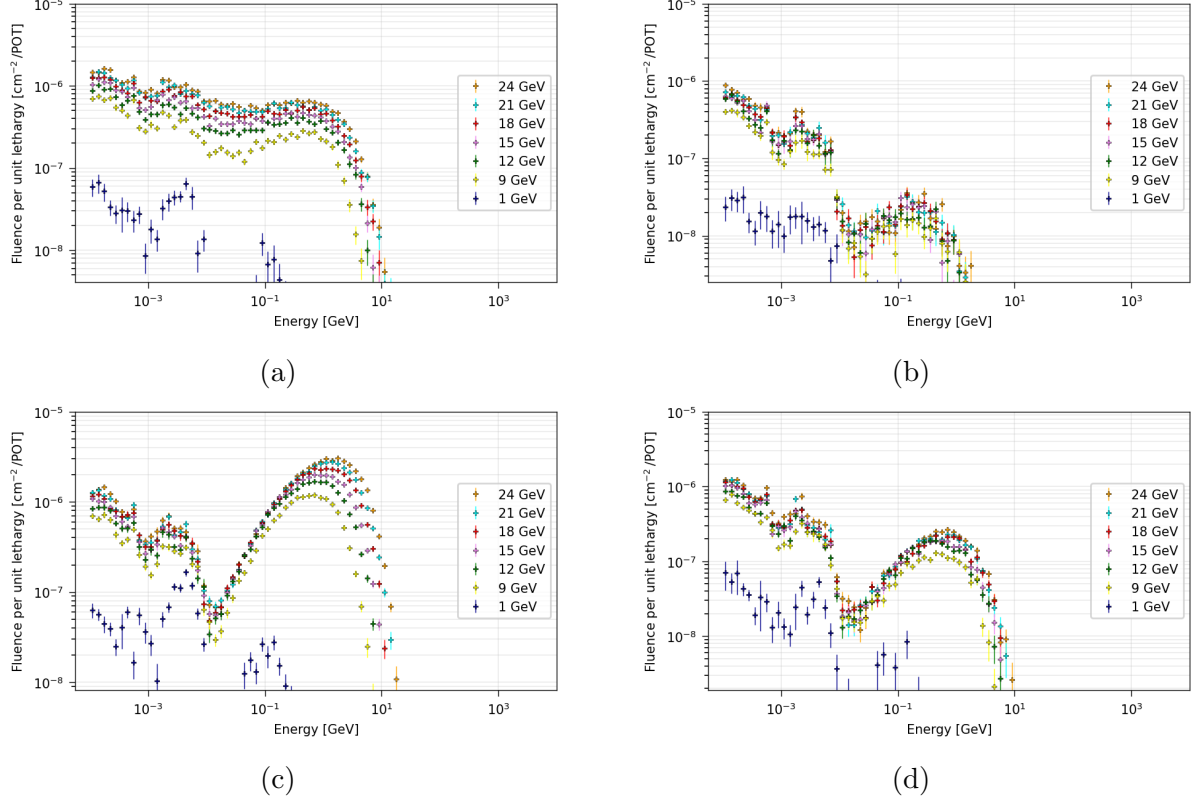 10⁻⁵
10⁻⁶
10⁻⁷
10⁻⁸
Fluence per unit lethargy [cm⁻² /POT]
24 GeV
21 GeV
18 GeV
15 GeV
12 GeV
9 GeV
1 GeV
10⁻³
10⁻¹
10¹
10³
Energy [GeV]
(a)
10⁻⁵
10⁻⁶
10⁻⁷
10⁻⁸
Fluence per unit lethargy [cm⁻² /POT]
24 GeV
21 GeV
18 GeV
15 GeV
12 GeV
9 GeV
1 GeV
10⁻³
10⁻¹
10¹
10³
Energy [GeV]
(b)
10⁻⁵
10⁻⁶
10⁻⁷
10⁻⁸
Fluence per unit lethargy [cm⁻² /POT]
24 GeV
21 GeV
18 GeV
15 GeV
12 GeV
9 GeV
1 GeV
10⁻³
10⁻¹
10¹
10³
Energy [GeV]
(c)
10⁻⁵
10⁻⁶
10⁻⁷
10⁻⁸
Fluence per unit lethargy [cm⁻² /POT]
24 GeV
21 GeV
18 GeV
15 GeV
12 GeV
9 GeV
1 GeV
10⁻³
10⁻¹
10¹
10³
Energy [GeV]
(d)